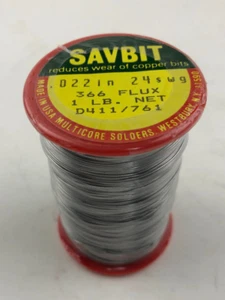 SAVBIT
reduces wear of copper bits
.022in 24swg
366 FLUX
1 LB. NET
D411/761
MADE IN USA. MULTICORE SOLDERS WESTBURY, N.Y. 11590